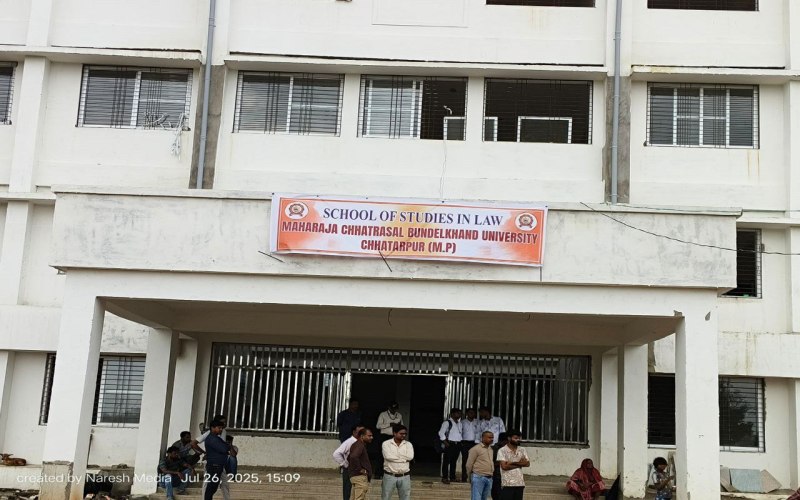 SCHOOL OF STUDIES IN LAW
MAHARAJA CHHATRASAL BUNDELKHAND UNIVERSITY
CHHATARPUR (M.P)
created by Naresh Media Jul 26, 2025, 15:09